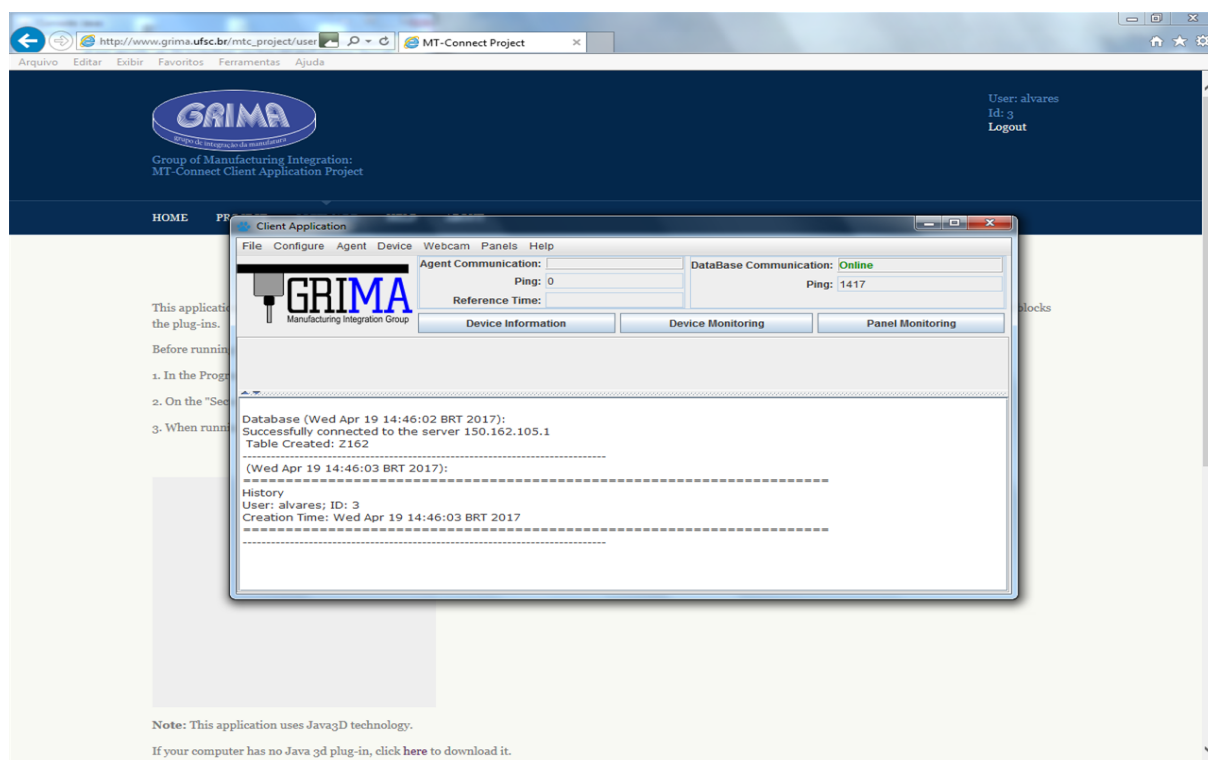 http://www.grima.ufsc.br/mtc_project/user
MT-Connect Project
Arquivo Editar Exibir Favoritos Ferramentas Ajuda
GRIMA
grupo de integração da manufatura
Group of Manufacturing Integration:
MT-Connect Client Application Project
User: alvares
Id: 3
Logout
HOME
Client Application
File Configure Agent Device Webcam Panels Help
GRIMA
Manufacturing Integration Group
Agent Communication:
Ping: 0
Reference Time:
DataBase Communication: Online
Ping: 1417
Device Information Device Monitoring Panel Monitoring
Database (Wed Apr 19 14:46:02 BRT 2017):
Successfully connected to the server 150.162.105.1
Table Created: Z162
(Wed Apr 19 14:46:03 BRT 2017):
History
User: alvares; ID: 3
Creation Time: Wed Apr 19 14:46:03 BRT 2017
This applicatio
locks
the plug-ins.
Before runnin
1. In the Progr
2. On the "Sec
3. When runni
Note: This application uses Java3D technology.
If your computer has no Java 3d plug-in, click here to download it.